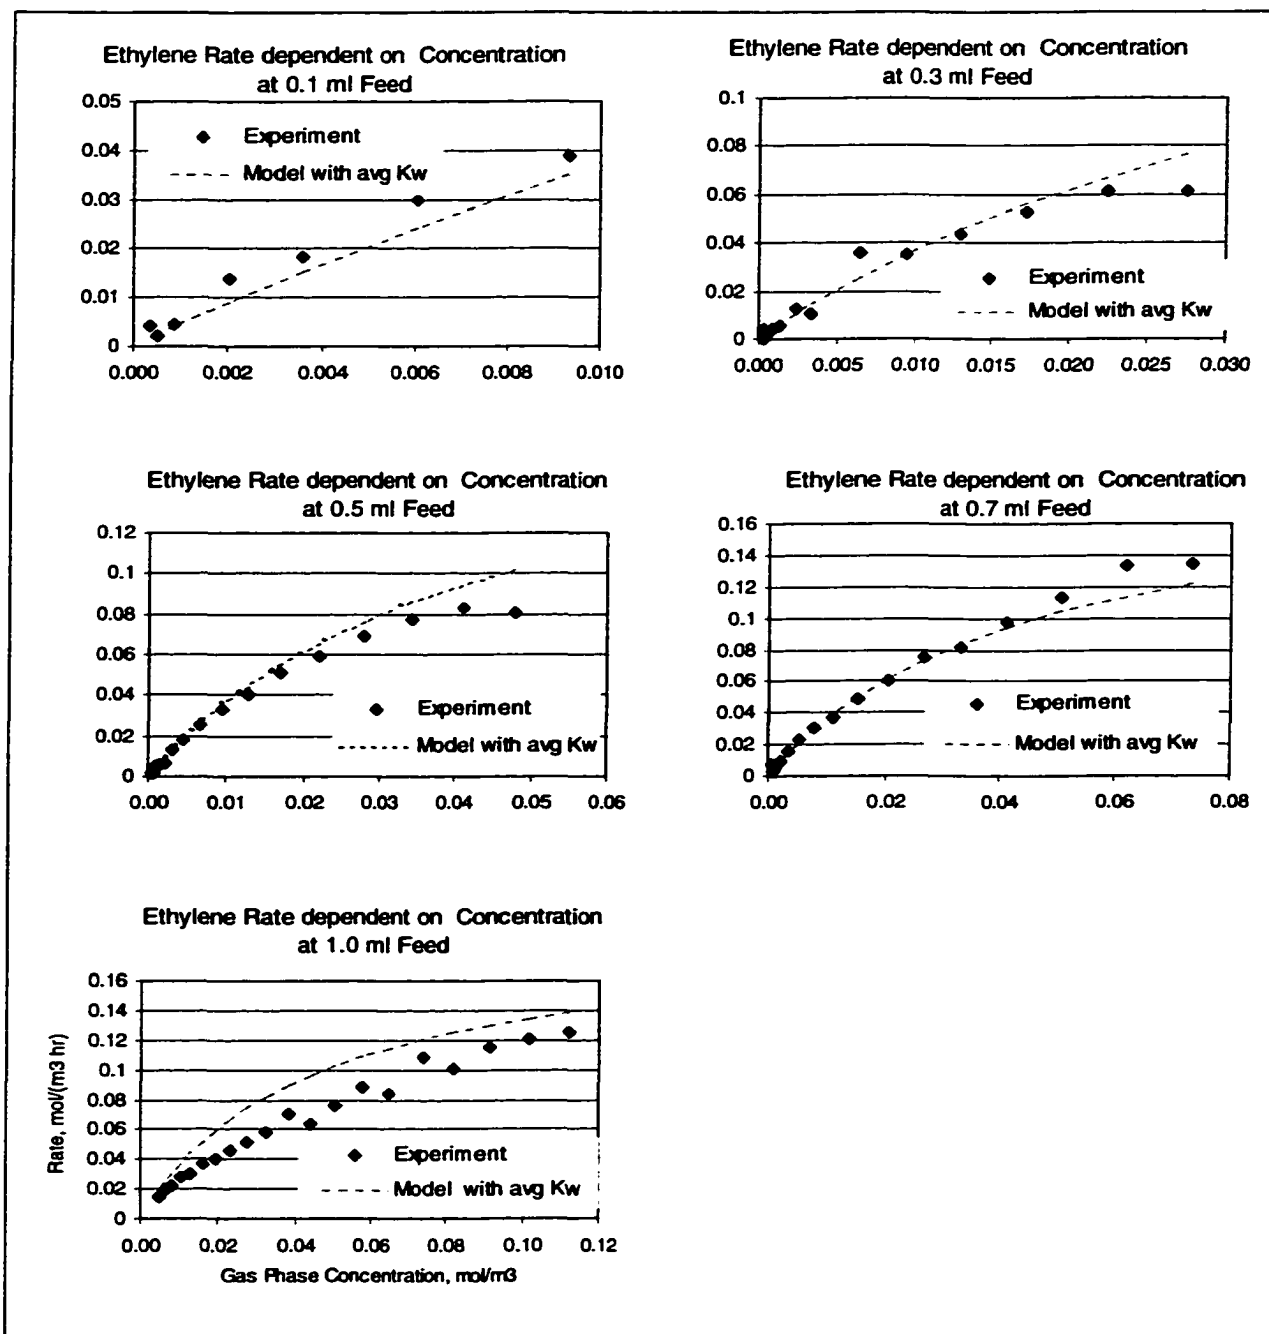 Ethylene Rate dependent on Concentration
at 0.1 ml Feed
0.05
0.04
0.03
0.02
0.01
0
Experiment
Model with avg Kw
0.000 0.002 0.004 0.006 0.008 0.010
Ethylene Rate dependent on Concentration
at 0.3 ml Feed
0.1
0.08
0.06
0.04
0.02
0
Experiment
Model with avg Kw
0.000 0.005 0.010 0.015 0.020 0.025 0.030
Ethylene Rate dependent on Concentration
at 0.5 ml Feed
0.12
0.1
0.08
0.06
0.04
0.02
0
Experiment
Model with avg Kw
0.00 0.01 0.02 0.03 0.04 0.05 0.06
Ethylene Rate dependent on Concentration
at 0.7 ml Feed
0.16
0.14
0.12
0.1
0.08
0.06
0.04
0.02
0
Experiment
Model with avg Kw
0.00 0.02 0.04 0.06 0.08
Ethylene Rate dependent on Concentration
at 1.0 ml Feed
Rate, mol/(m3 hr)
0.16
0.14
0.12
0.1
0.08
0.06
0.04
0.02
0
Experiment
Model with avg Kw
0.00 0.02 0.04 0.06 0.08 0.10 0.12
Gas Phase Concentration, mol/m3